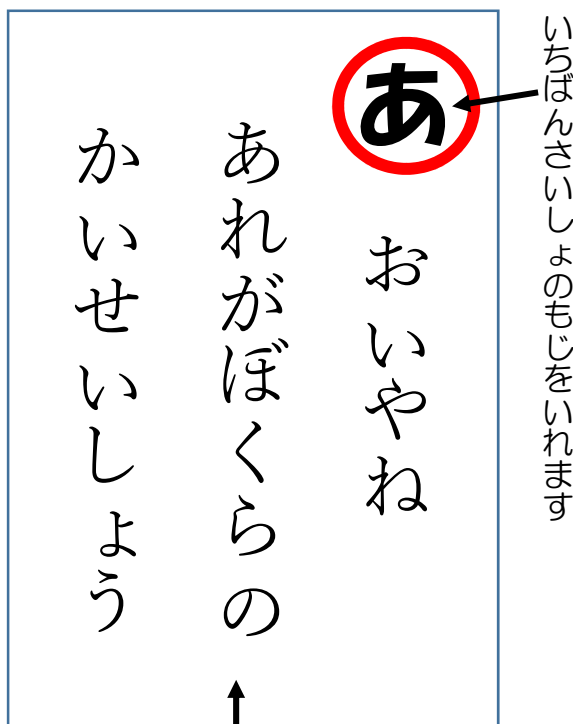 いちばんさいしょのもじをいれます
あ
おいやね
あれがぼくらの
かいせいしょう